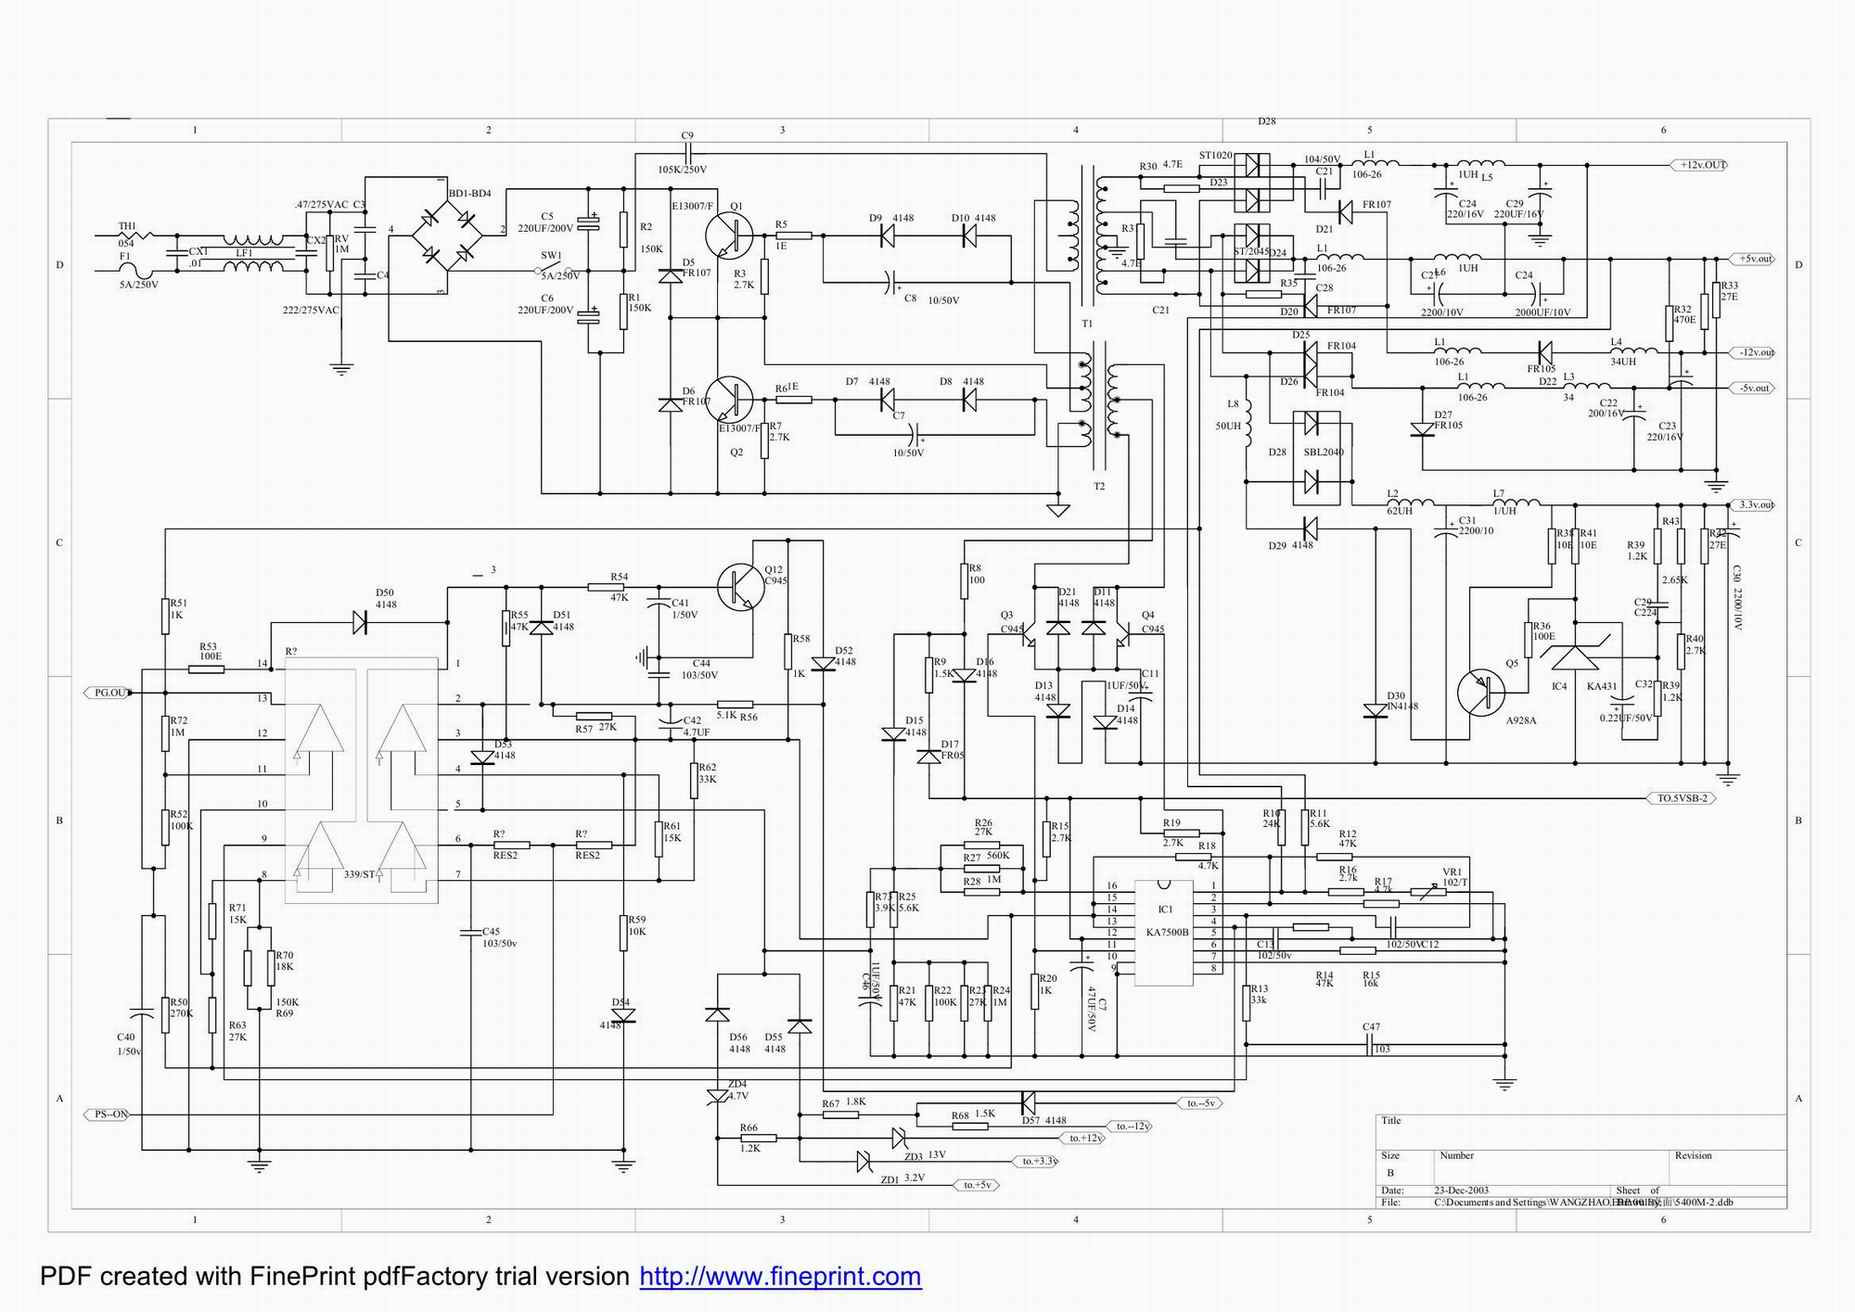 1 2 3 4 5 6
D28
C9
105K/250V
.47/275VAC C3
BD1-BD4
TH1
054
F1
5A/250V
CX1
.01
LF1
CX2
RV
1M
C4
222/275VAC
1
4
2
3
C5
220UF/200V
C6
220UF/200V
R2
150K
SW1
5A/250V
R1
150K
E13007/F
Q1
D5
FR107
R3
2.7K
R5
1E
D9 4148
D10 4148
C8
10/50V
D6
FR107
E13007/F
Q2
R6
1E
R7
2.7K
D7 4148
D8 4148
C7
10/50V
T1
T2
R30 4.7E
ST1020
D23
104/50V
C21
L1
106-26
1UH
L5
+12v.OUT
C24
220/16V
C29
220UF/16V
FR107
D21
4.7E
ST/2045
D24
L1
106-26
L6
1UH
+5v.out
R35
C28
C21
D20
FR107
2200/10V
C24
2000UF/10V
R32
470E
R33
27E
D25
FR104
D26
FR104
L1
106-26
FR105
D22
L4
34UH
-12v.out
L1
106-26
L3
34
-5v.out
L8
50UH
D28
SBL2040
D27
FR105
C22
200/16V
C23
220/16V
D29 4148
L2
62UH
L7
1/UH
3.3v.out
C31
2200/10
R38
10E
R41
10E
R39
1.2K
R43
2.65K
27E
C30 2200/10V
C224
R36
100E
R40
2.7K
Q5
A928A
IC4
KA431
C32
0.22UF/50V
R39
1.2K
D30
IN4148
3
R51
1K
D50
4148
R53
100E
R?
PG.OUT
R72
1M
R52
100K
14
13
12
11
10
9
8
1
2
3
4
5
6
7
339/ST
R55
47K
D51
4148
R54
47K
C41
1/50V
Q12
C945
C44
103/50V
R58
1K
D52
4148
R57
27K
5.1K R56
C42
4.7UF
D53
4148
R62
33K
R61
15K
R?
RES2
R?
RES2
R71
15K
R70
18K
150K
R69
R63
27K
R50
270K
C40
1/50v
C45
103/50v
R59
10K
D54
4148
PS--ON
D56
4148
D55
4148
ZD4
4.7V
R66
1.2K
R67 1.8K
R68 1.5K
D57 4148
ZD3 13V
ZD1 3.2V
to.--5v
to.--12v
to.+12v
to.+3.3v
to.+5v
R8
100
Q3
C945
D21
4148
D11
4148
Q4
C945
R9
1.5K
D16
4148
D13
4148
1UF/50V
C11
D14
4148
D15
4148
D17
FR05
TO.5VSB-2
R26
27K
R27 560K
R28 1M
R15
2.7K
R19
2.7K
R18
4.7K
R10
24K
R11
5.6K
R12
47K
R16
2.7k
R17
4.7k
VR1
102/T
R73
3.9K
R25
5.6K
16
15
14
13
12
11
10
9
1
2
3
4
5
6
7
8
IC1
KA7500B
C13
102/50v
102/50V
C12
R14
47K
R15
16k
R13
33k
C47
103
1UF/50V
C46
R21
47K
R22
100K
R23
27K
R24
1M
R20
1K
C7
47UF/50V
D C B A
D C B A
1 2 3 4 5 6
Title
Size Number Revision
B
Date: 23-Dec-2003 Sheet of
File:
PDF created with FinePrint pdfFactory trial version http://www.fineprint.com